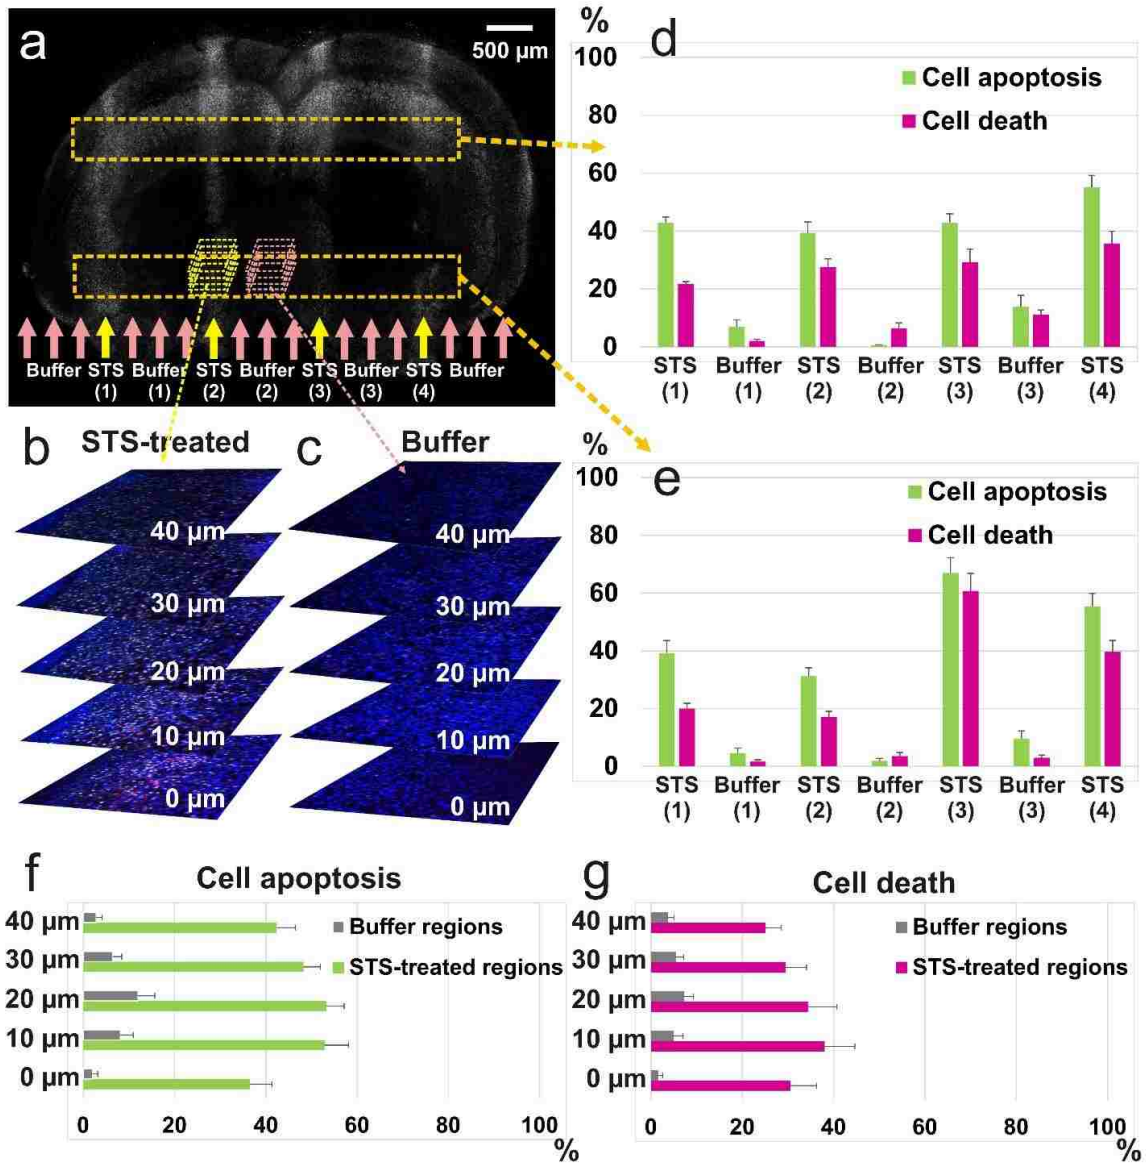 a
500 µm
Buffer STS Buffer STS Buffer STS Buffer STS Buffer
(1) (1) (2) (2) (3) (3) (4)
b STS-treated
40 µm
30 µm
20 µm
10 µm
0 µm
c Buffer
40 µm
30 µm
20 µm
10 µm
0 µm
d
%
100
80
60
40
20
0
Cell apoptosis
Cell death
STS Buffer STS Buffer STS Buffer STS
(1) (1) (2) (2) (3) (3) (4)
e
%
100
80
60
40
20
0
Cell apoptosis
Cell death
STS Buffer STS Buffer STS Buffer STS
(1) (1) (2) (2) (3) (3) (4)
f Cell apoptosis
40 µm
30 µm
20 µm
10 µm
0 µm
Buffer regions
STS-treated regions
0 20 40 60 80 100
%
g Cell death
40 µm
30 µm
20 µm
10 µm
0 µm
Buffer regions
STS-treated regions
0 20 40 60 80 100
%